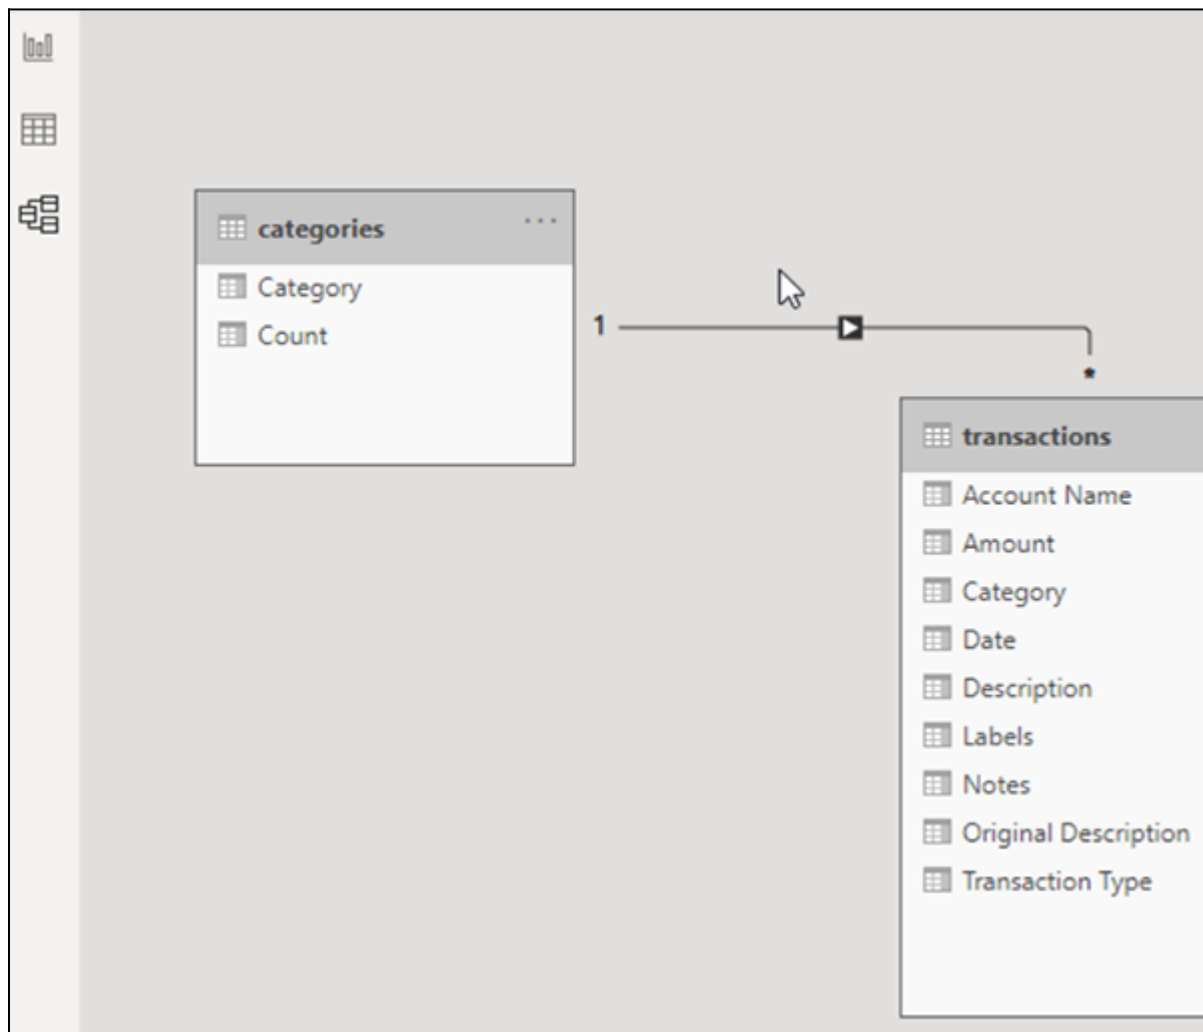 categories
...
Category
Count
1
*
transactions
Account Name
Amount
Category
Date
Description
Labels
Notes
Original Description
Transaction Type